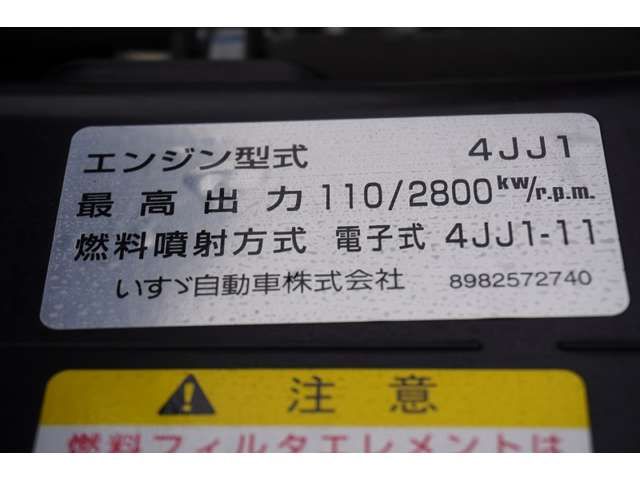 エンジン型式 4JJ1
最高出力 110/2800kw/r.p.m.
燃料噴射方式 電子式 4JJ1-11
いすゞ自動車株式会社 8982572740
注意
燃料フィルタエレメントは